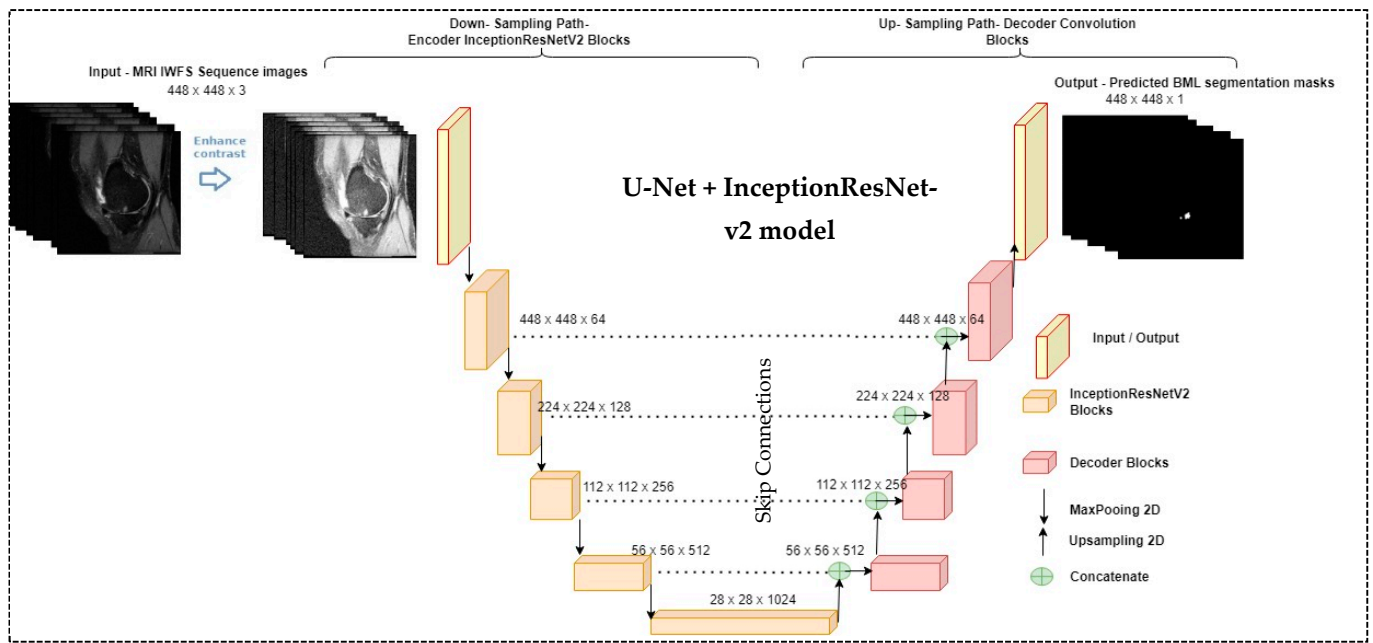 Down- Sampling Path-
Encoder InceptionResNetV2 Blocks
Up- Sampling Path- Decoder Convolution
Blocks
Input - MRI IWFS Sequence images
448 x 448 x 3
Output - Predicted BML segmentation masks
448 x 448 x 1
Enhance
contrast
U-Net + InceptionResNet-
v2 model
448 x 448 x 64
448 x 448 x 64
Input / Output
224 x 224 x 128
224 x 224 x 128
InceptionResNetV2
Blocks
Skip Connections
Decoder Blocks
112 x 112 x 256
112 x 112 x 256
MaxPooing 2D
Upsampling 2D
56 x 56 x 512
56 x 56 x 512
Concatenate
28 x 28 x 1024